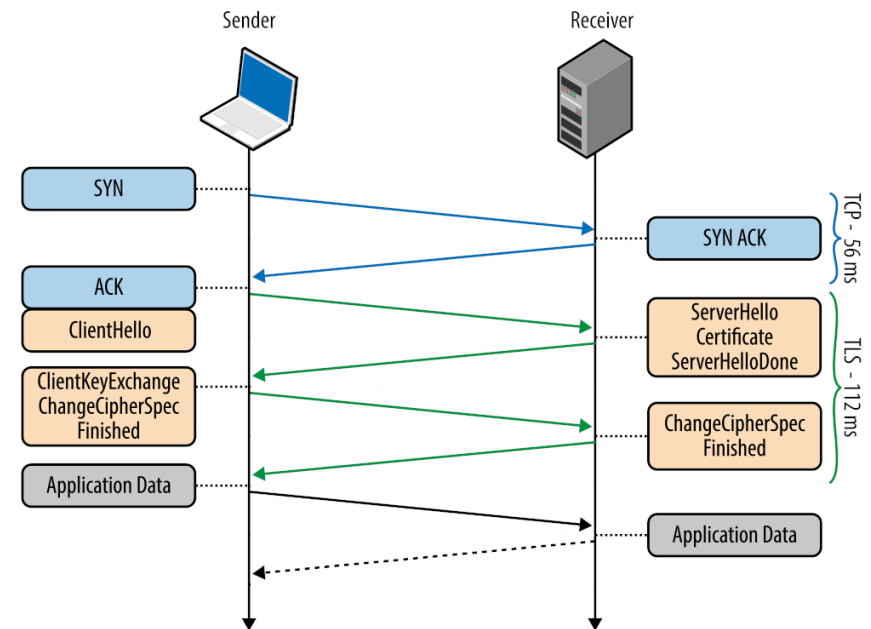 Sender
Receiver
SYN
SYN ACK
TCP - 56 ms
ACK
ClientHello
ServerHello
Certificate
ServerHelloDone
TLS - 112 ms
ClientKeyExchange
ChangeCipherSpec
Finished
ChangeCipherSpec
Finished
Application Data
Application Data